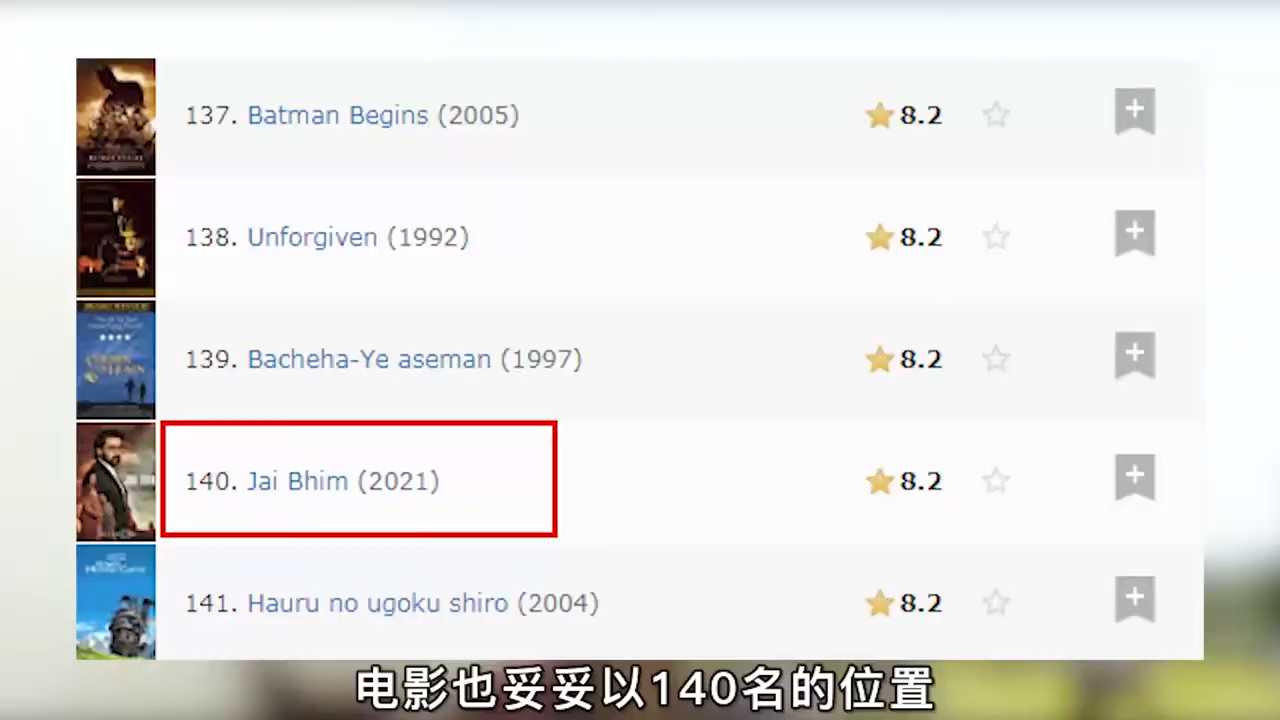 137. Batman Begins (2005) 8.2
138. Unforgiven (1992) 8.2
139. Bacheha-Ye aseman (1997) 8.2
140. Jai Bhim (2021) 8.2
141. Hauru no ugoku shiro (2004) 8.2
电影也妥妥以140名的位置